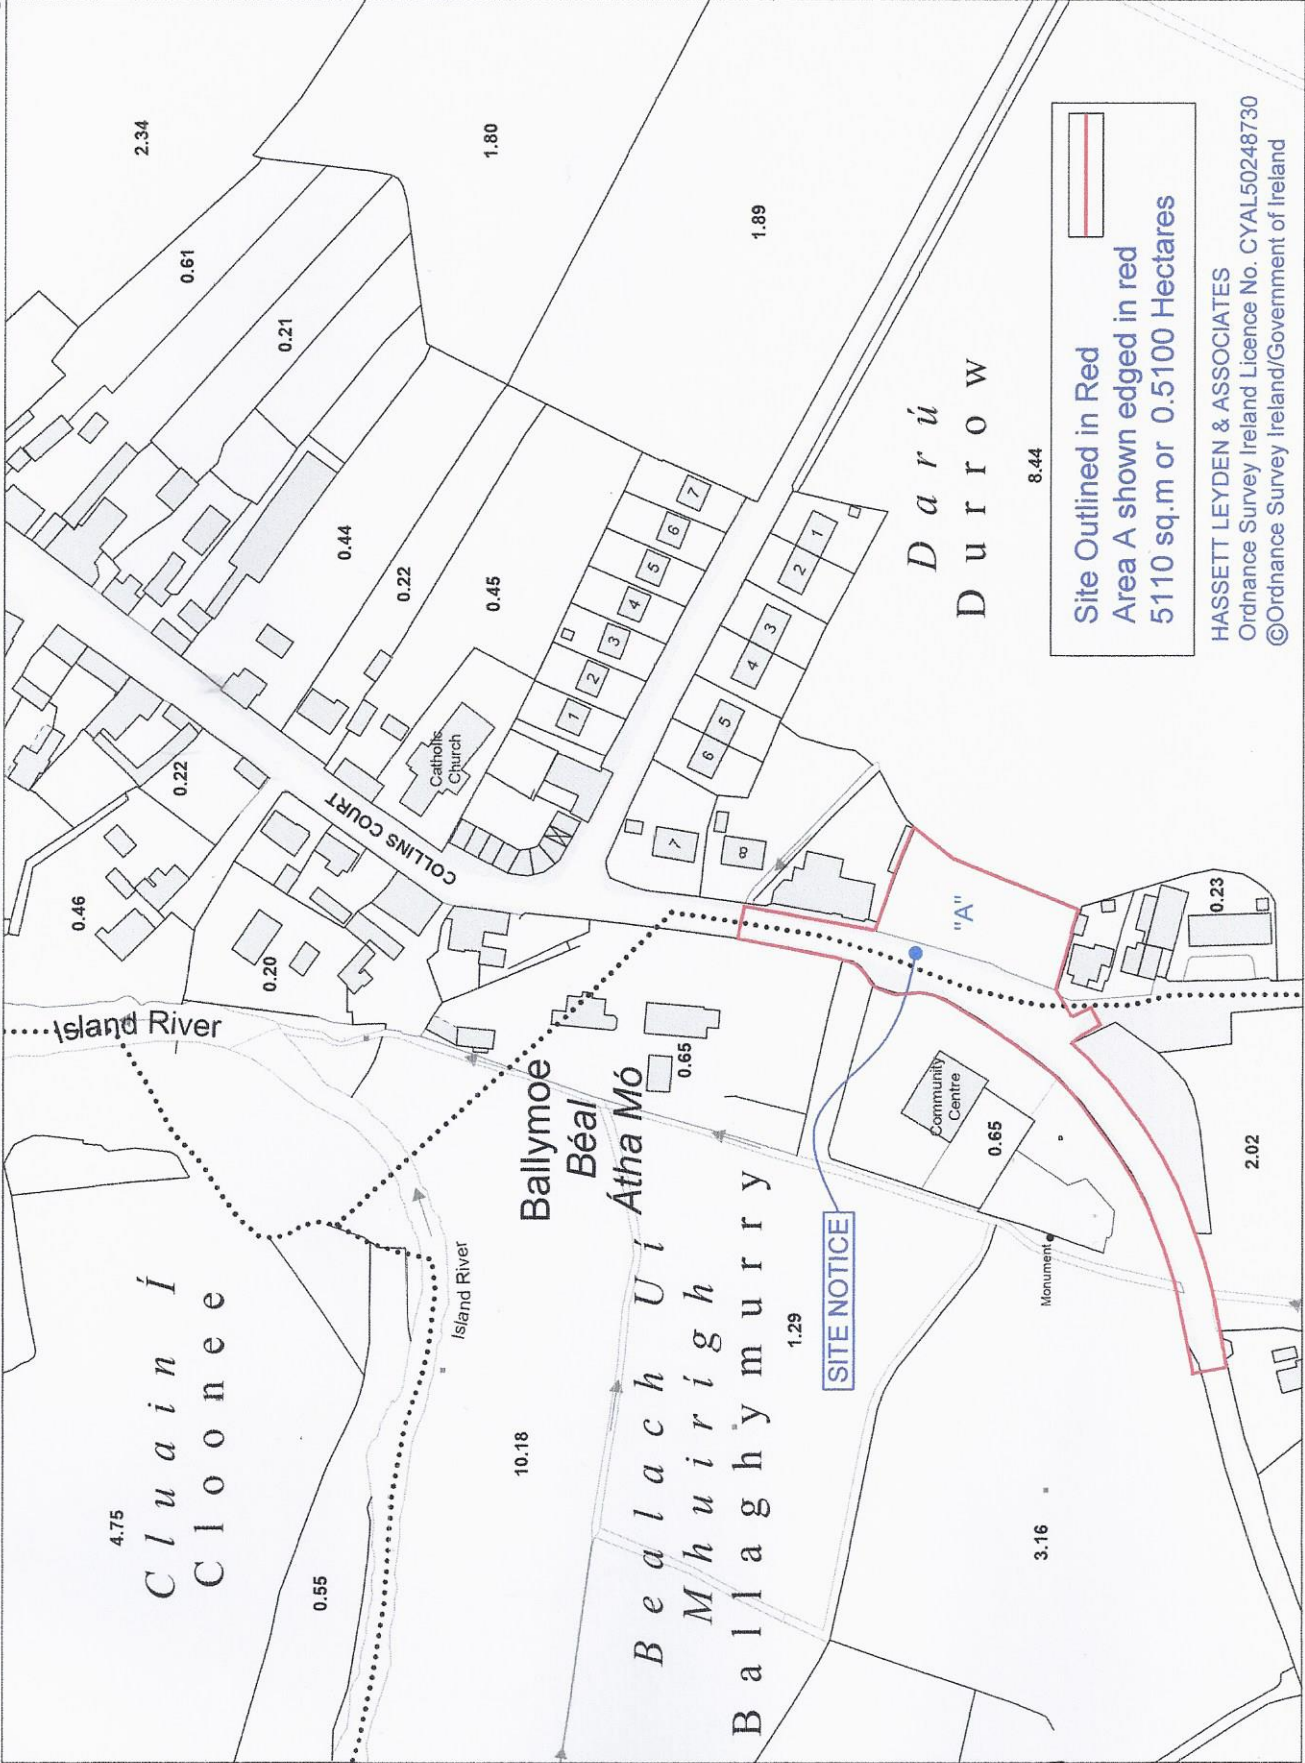 2.34
0.61
1.80
0.21
1.89
0.44
0.22
0.45
0.22
0.46
0.20
COLLINS COURT
Catholic
Church
1
2
3
4
5
6
7
1
2
3
4
5
6
7
8
Darú
Durrow
8.44
Island River
Island River
Ballymoe
Béal
Átha Mó
0.65
"A"
0.23
Community
Centre
0.65
2.02
Monument
SITE NOTICE
Cluain Í
Cloonee
4.75
0.55
10.18
Bealach Uí
Mhuirígh
Ballaghymurry
1.29
3.16
Site Outlined in Red
Area A shown edged in red
5110 sq.m or 0.5100 Hectares
HASSETT LEYDEN & ASSOCIATES
Ordnance Survey Ireland Licence No. CYAL50248730
©Ordnance Survey Ireland/Government of Ireland